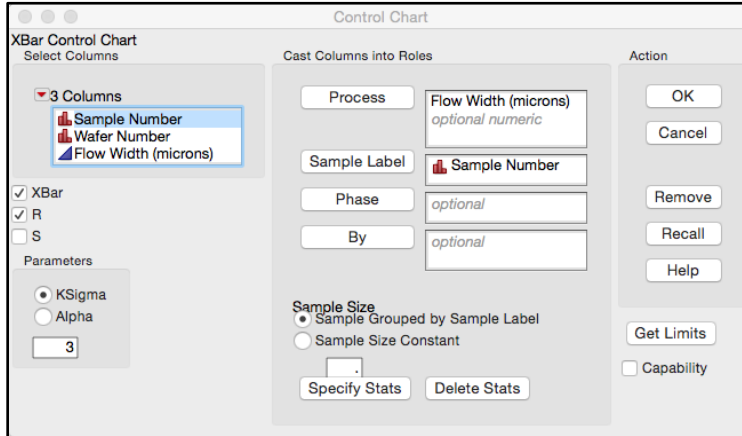 Control Chart
XBar Control Chart
Select Columns
3 Columns
Sample Number
Wafer Number
Flow Width (microns)
XBar
R
S
Parameters
KSigma
Alpha
3
Cast Columns into Roles
Process
Flow Width (microns)
optional numeric
Sample Label
Sample Number
Phase
optional
By
optional
Sample Size
Sample Grouped by Sample Label
Sample Size Constant
.
Specify Stats
Delete Stats
Action
OK
Cancel
Remove
Recall
Help
Get Limits
Capability